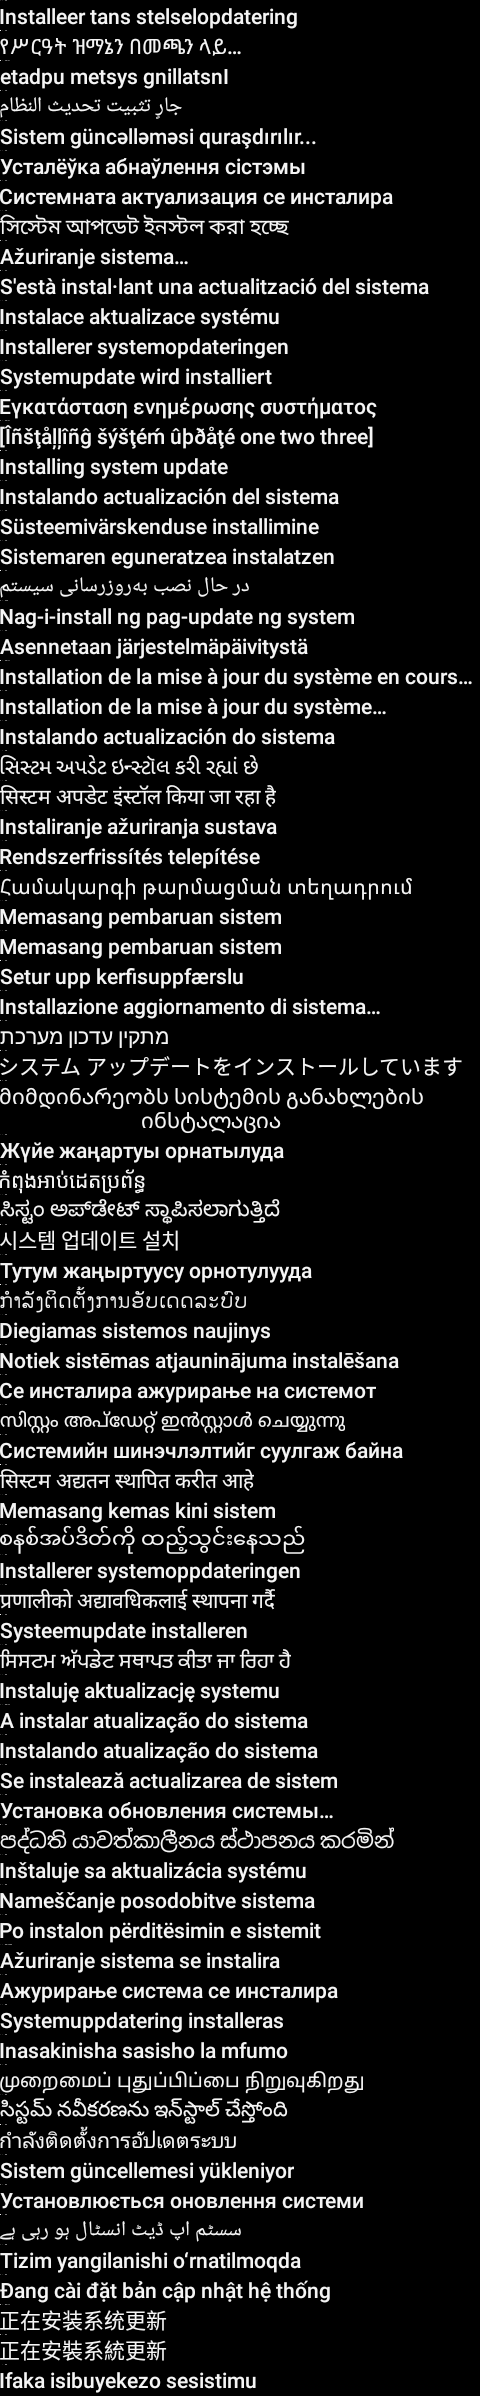 Installeer tans stelselopdatering
የሥርዓት ዝማኔን በመጫን ላይ…
etadpu metsys gnillatsnI
جارٍ تثبيت تحديث النظام
Sistem güncəlləməsi quraşdırılır...
Усталёўка абнаўлення сістэмы
Системната актуализация се инсталира
সিস্টেম আপডেট ইনস্টল করা হচ্ছে
Ažuriranje sistema…
S'està instal·lant una actualització del sistema
Instalace aktualizace systému
Installerer systemopdateringen
Systemupdate wird installiert
Εγκατάσταση ενημέρωσης συστήματος
[Îñšţåļļîñĝ šýšţéḿ ûþðåţé one two three]
Installing system update
Instalando actualización del sistema
Süsteemivärskenduse installimine
Sistemaren eguneratzea instalatzen
در حال نصب به‌روزرسانی سیستم
Nag-i-install ng pag-update ng system
Asennetaan järjestelmäpäivitystä
Installation de la mise à jour du système en cours…
Installation de la mise à jour du système…
Instalando actualización do sistema
સિસ્ટમ અપડેટ ઇન્સ્ટૉલ કરી રહ્યાં છે
सिस्टम अपडेट इंस्टॉल किया जा रहा है
Instaliranje ažuriranja sustava
Rendszerfrissítés telepítése
Համակարգի թարմացման տեղադրում
Memasang pembaruan sistem
Memasang pembaruan sistem
Setur upp kerfisuppfærslu
Installazione aggiornamento di sistema…
מתקין עדכון מערכת
システム アップデートをインストールしています
მიმდინარეობს სისტემის განახლების
ინსტალაცია
Жүйе жаңартуы орнатылуда
កំពុងអាប់ដេតប្រព័ន្ធ
ಸಿಸ್ಟಂ ಅಪ್‌ಡೇಟ್ ಸ್ಥಾಪಿಸಲಾಗುತ್ತಿದೆ
시스템 업데이트 설치
Тутум жаңыртуусу орнотулууда
ກຳລັງຕິດຕັ້ງການອັບເດດລະບົບ
Diegiamas sistemos naujinys
Notiek sistēmas atjauninājuma instalēšana
Се инсталира ажурирање на системот
സിസ്റ്റം അപ്ഡേറ്റ് ഇൻസ്റ്റാൾ ചെയ്യുന്നു
Системийн шинэчлэлтийг суулгаж байна
सिस्टम अद्यतन स्थापित करीत आहे
Memasang kemas kini sistem
စနစ်အပ်ဒိတ်ကို ထည့်သွင်းနေသည်
Installerer systemoppdateringen
प्रणालीको अद्यावधिकलाई स्थापना गर्दै
Systeemupdate installeren
ਸਿਸਟਮ ਅੱਪਡੇਟ ਸਥਾਪਤ ਕੀਤਾ ਜਾ ਰਿਹਾ ਹੈ
Instaluję aktualizację systemu
A instalar atualização do sistema
Instalando atualização do sistema
Se instalează actualizarea de sistem
Установка обновления системы…
පද්ධති යාවත්කාලීනය ස්ථාපනය කරමින්
Inštaluje sa aktualizácia systému
Nameščanje posodobitve sistema
Po instalon përditësimin e sistemit
Ažuriranje sistema se instalira
Ажурирање система се инсталира
Systemuppdatering installeras
Inasakinisha sasisho la mfumo
முறைமைப் புதுப்பிப்பை நிறுவுகிறது
సిస్టమ్ నవీకరణను ఇన్‌స్టాల్ చేస్తోంది
กำลังติดตั้งการอัปเดตระบบ
Sistem güncellemesi yükleniyor
Установлюється оновлення системи
سسٹم اپ ڈیٹ انسٹال ہو رہی ہے
Tizim yangilanishi o‘rnatilmoqda
Đang cài đặt bản cập nhật hệ thống
正在安装系统更新
正在安裝系統更新
Ifaka isibuyekezo sesistimu